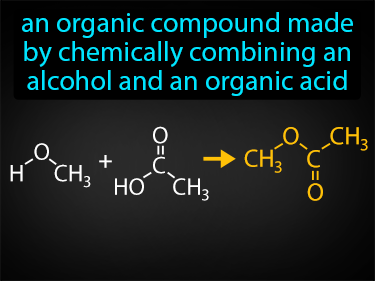 an organic compound made
by chemically combining an
alcohol and an organic acid
H O CH₃ + HO C O CH₃ → CH₃ O C O CH₃